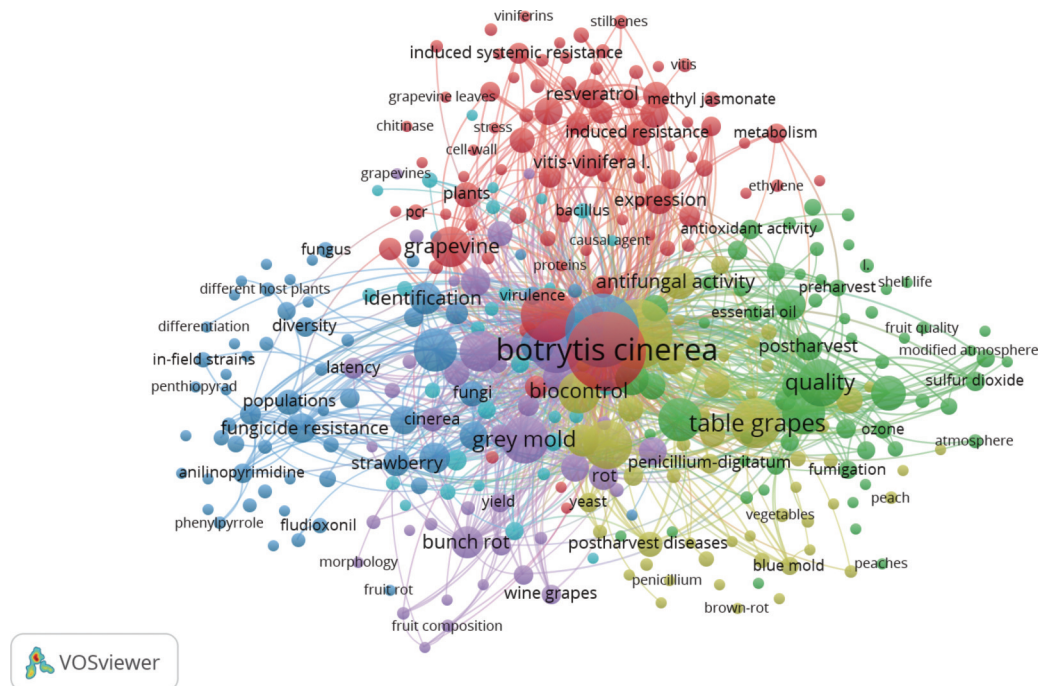 viniferins
stilbenes
induced systemic resistance
vitis
resveratrol
grapevine leaves
methyl jasmonate
chitinase
stress
induced resistance
metabolism
cell-wall
vitis-vinifera l.
grapevines
plants
ethylene
expression
pcr
bacillus
antioxidant activity
causal agent
fungus
grapevine
l.
proteins
antifungal activity
preharvest
shelf life
different host plants
identification
virulence
essential oil
differentiation
diversity
fruit quality
postharvest
botrytis cinerea
modified atmosphere
in-field strains
latency
sulfur dioxide
penthiopyrad
quality
fungi
biocontrol
populations
cinerea
table grapes
fungicide resistance
ozone
grey mold
atmosphere
strawberry
penicillium-digitatum
anilinopyrimidine
rot
fumigation
peach
yield
yeast
vegetables
phenylpyrrole
fludioxonil
bunch rot
postharvest diseases
morphology
blue mold
peaches
penicillium
fruit rot
wine grapes
brown-rot
fruit composition
VOSviewer